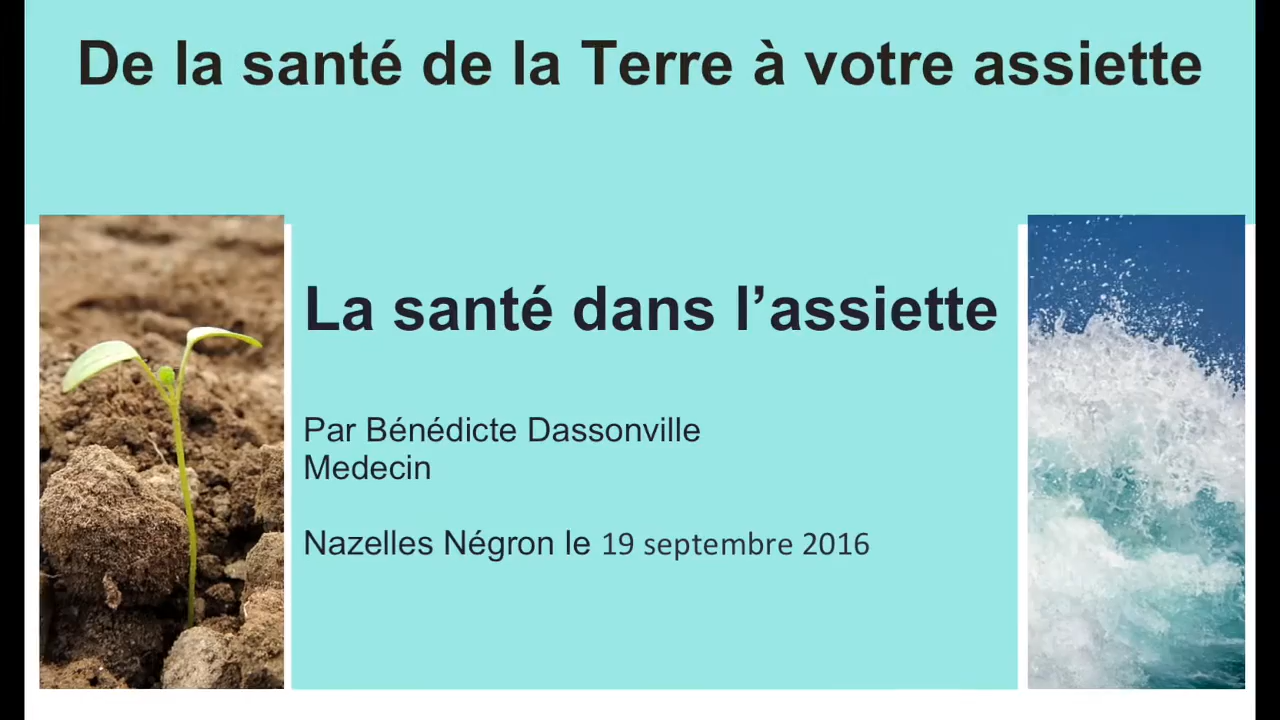 De la santé de la Terre à votre assiette
La santé dans l’assiette
Par Bénédicte Dassonville
Medecin
Nazelles Négron le 19 septembre 2016